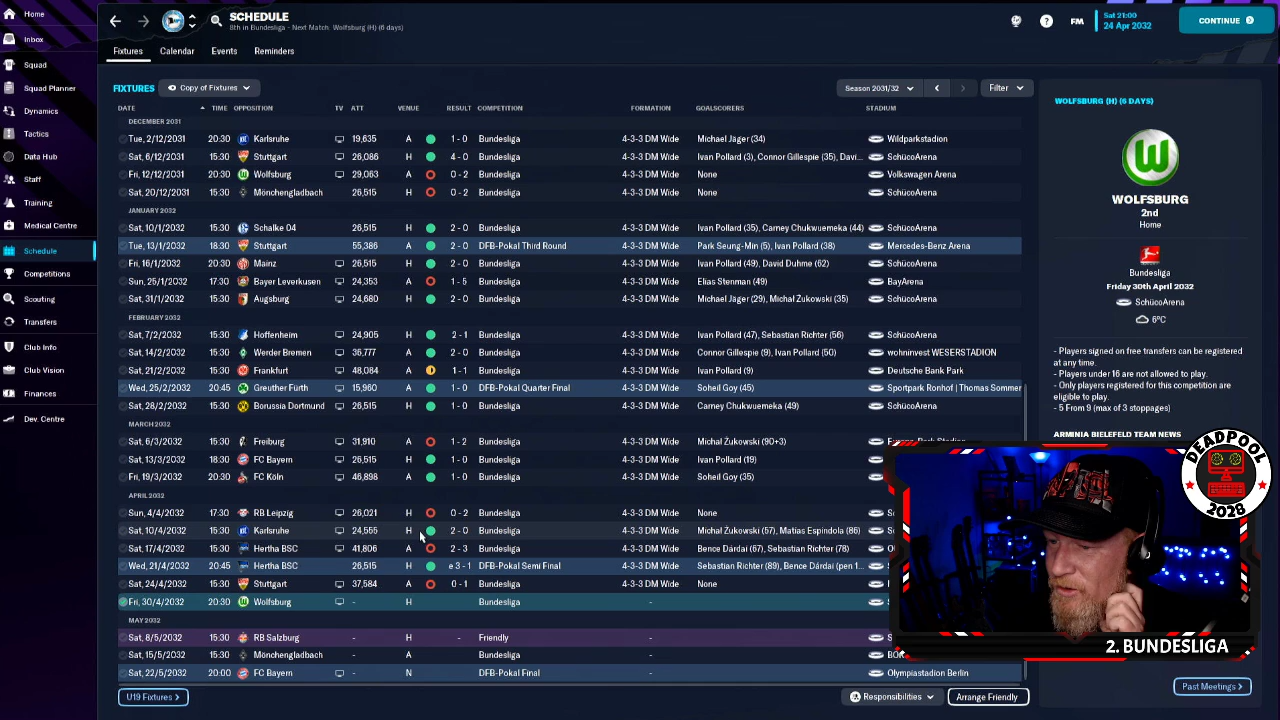 Home
Inbox
Squad
Squad Planner
Dynamics
Tactics
Data Hub
Staff
Training
Medical Centre
Schedule
Competitions
Scouting
Transfers
Club Info
Club Vision
Finances
Dev. Centre
SCHEDULE
8th in Bundesliga - Next Match: Wolfsburg (H) (6 days)
FM
Sat 21:00
24 Apr 2032
CONTINUE
Fixtures Calendar Events Reminders
FIXTURES Copy of Fixtures Season 2031/32 Filter
DATE TIME OPPOSITION TV ATT VENUE RESULT COMPETITION FORMATION GOALSCORERS STADIUM
DECEMBER 2031
Tue, 2/12/2031 20:30 Karlsruhe 19,635 A 1 - 0 Bundesliga 4-3-3 DM Wide Michael Jäger (34) Wildparkstadion
Sat, 6/12/2031 15:30 Stuttgart 26,086 H 4 - 0 Bundesliga 4-3-3 DM Wide Ivan Pollard (3), Connor Gillespie (35), Davi... SchücoArena
Fri, 12/12/2031 20:30 Wolfsburg 29,063 A 0 - 2 Bundesliga 4-3-3 DM Wide None Volkswagen Arena
Sat, 20/12/2031 15:30 Mönchengladbach 26,515 H 0 - 2 Bundesliga 4-3-3 DM Wide None SchücoArena
JANUARY 2032
Sat, 10/1/2032 15:30 Schalke 04 26,515 H 2 - 0 Bundesliga 4-3-3 DM Wide Ivan Pollard (35), Carney Chukwuemeka (44) SchücoArena
Tue, 13/1/2032 18:30 Stuttgart 55,386 A 2 - 0 DFB-Pokal Third Round 4-3-3 DM Wide Park Seung-Min (5), Ivan Pollard (38) Mercedes-Benz Arena
Fri, 16/1/2032 20:30 Mainz 26,515 H 2 - 0 Bundesliga 4-3-3 DM Wide Ivan Pollard (49), David Duhme (62) SchücoArena
Sun, 25/1/2032 17:30 Bayer Leverkusen 24,353 A 1 - 5 Bundesliga 4-3-3 DM Wide Elias Stenman (49) BayArena
Sat, 31/1/2032 15:30 Augsburg 24,680 H 2 - 0 Bundesliga 4-3-3 DM Wide Michael Jäger (29), Michał Żukowski (35) SchücoArena
FEBRUARY 2032
Sat, 7/2/2032 15:30 Hoffenheim 24,905 H 2 - 1 Bundesliga 4-3-3 DM Wide Ivan Pollard (47), Sebastian Richter (56) SchücoArena
Sat, 14/2/2032 15:30 Werder Bremen 36,777 A 2 - 0 Bundesliga 4-3-3 DM Wide Connor Gillespie (9), Ivan Pollard (50) wohninvest WESERSTADION
Sat, 21/2/2032 15:30 Frankfurt 48,084 A 1 - 1 Bundesliga 4-3-3 DM Wide Ivan Pollard (9) Deutsche Bank Park
Wed, 25/2/2032 20:45 Greuther Fürth 15,960 A 1 - 0 DFB-Pokal Quarter Final 4-3-3 DM Wide Soheil Goy (45) Sportpark Ronhof | Thomas Sommer
Sat, 28/2/2032 15:30 Borussia Dortmund 26,515 H 1 - 0 Bundesliga 4-3-3 DM Wide Carney Chukwuemeka (49) SchücoArena
MARCH 2032
Sat, 6/3/2032 15:30 Freiburg 31,910 A 1 - 2 Bundesliga 4-3-3 DM Wide Michał Żukowski (90+3)
Sat, 13/3/2032 18:30 FC Bayern 26,515 H 1 - 0 Bundesliga 4-3-3 DM Wide Ivan Pollard (19)
Fri, 19/3/2032 20:30 FC Köln 46,898 A 1 - 0 Bundesliga 4-3-3 DM Wide Soheil Goy (35)
APRIL 2032
Sun, 4/4/2032 17:30 RB Leipzig 26,021 H 0 - 2 Bundesliga 4-3-3 DM Wide None
Sat, 10/4/2032 15:30 Karlsruhe 24,555 H 2 - 0 Bundesliga 4-3-3 DM Wide Michał Żukowski (57), Matías Espíndola (86)
Sat, 17/4/2032 15:30 Hertha BSC 41,806 A 2 - 3 Bundesliga 4-3-3 DM Wide Bence Dárdai (67), Sebastian Richter (78)
Wed, 21/4/2032 20:45 Hertha BSC 26,515 H e 3 - 1 DFB-Pokal Semi Final 4-3-3 DM Wide Sebastian Richter (89), Bence Dárdai (pen 1...
Sat, 24/4/2032 15:30 Stuttgart 37,584 A 0 - 1 Bundesliga 4-3-3 DM Wide None
Fri, 30/4/2032 20:30 Wolfsburg H Bundesliga -
MAY 2032
Sat, 8/5/2032 15:30 RB Salzburg - H - Friendly -
Sat, 15/5/2032 15:30 Mönchengladbach - A Bundesliga -
Sat, 22/5/2032 20:00 FC Bayern - N DFB-Pokal Final - Olympiastadion Berlin
U19 Fixtures > Responsibilities Arrange Friendly
WOLFSBURG (H) (6 DAYS)
W
WOLFSBURG
2nd
Home
Bundesliga
Friday 30th April 2032
SchücoArena
6ºC
- Players signed on free transfers can be registered at any time.
- Players under 16 are not allowed to play.
- Only players registered for this competition are eligible to play.
- 5 From 9 (max of 3 stoppages)
ARMINIA BIELEFELD TEAM NEWS
DEADPOOL
2028
2. BUNDESLIGA
Past Meetings >